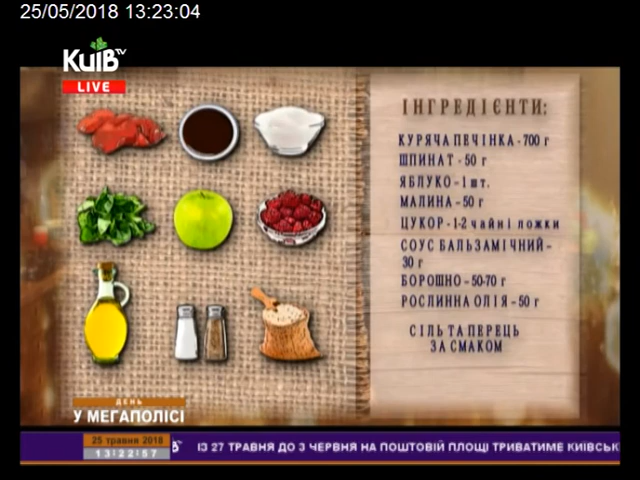 25/05/2018 13:23:04
КиїВ TV
LIVE
ІНГРЕДІЄНТИ:
КУРЯЧА ПЕЧІНКА - 700 г
ШПИНАТ - 50 г
ЯБЛУКО - 1 шт.
МАЛИНА - 50 г
ЦУКОР - 1-2 чайні ложки
СОУС БАЛЬЗАМІЧНИЙ -
30 г
БОРОШНО - 50-70 г
РОСЛИННА ОЛІЯ - 50 г
СІЛЬ ТА ПЕРЕЦЬ
ЗА СМАКОМ
ДЕНЬ
У МЕГАПОЛІСІ
25 травня 2018
13:22:57
ІЗ 27 ТРАВНЯ ДО 3 ЧЕРВНЯ НА ПОШТОВІЙ ПЛОЩІ ТРИВАТИМЕ КИЇВСЬК